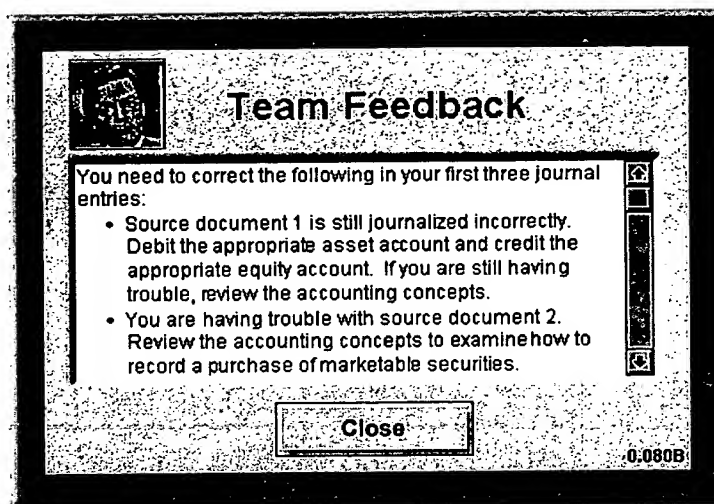 Team Feedback
You need to correct the following in your first three journal
entries:
• Source document 1 is still journalized incorrectly.
Debit the appropriate asset account and credit the
appropriate equity account. If you are still having
trouble, review the accounting concepts.
• You are having trouble with source document 2.
Review the accounting concepts to examine how to
record a purchase of marketable securities.
Close
0.080B